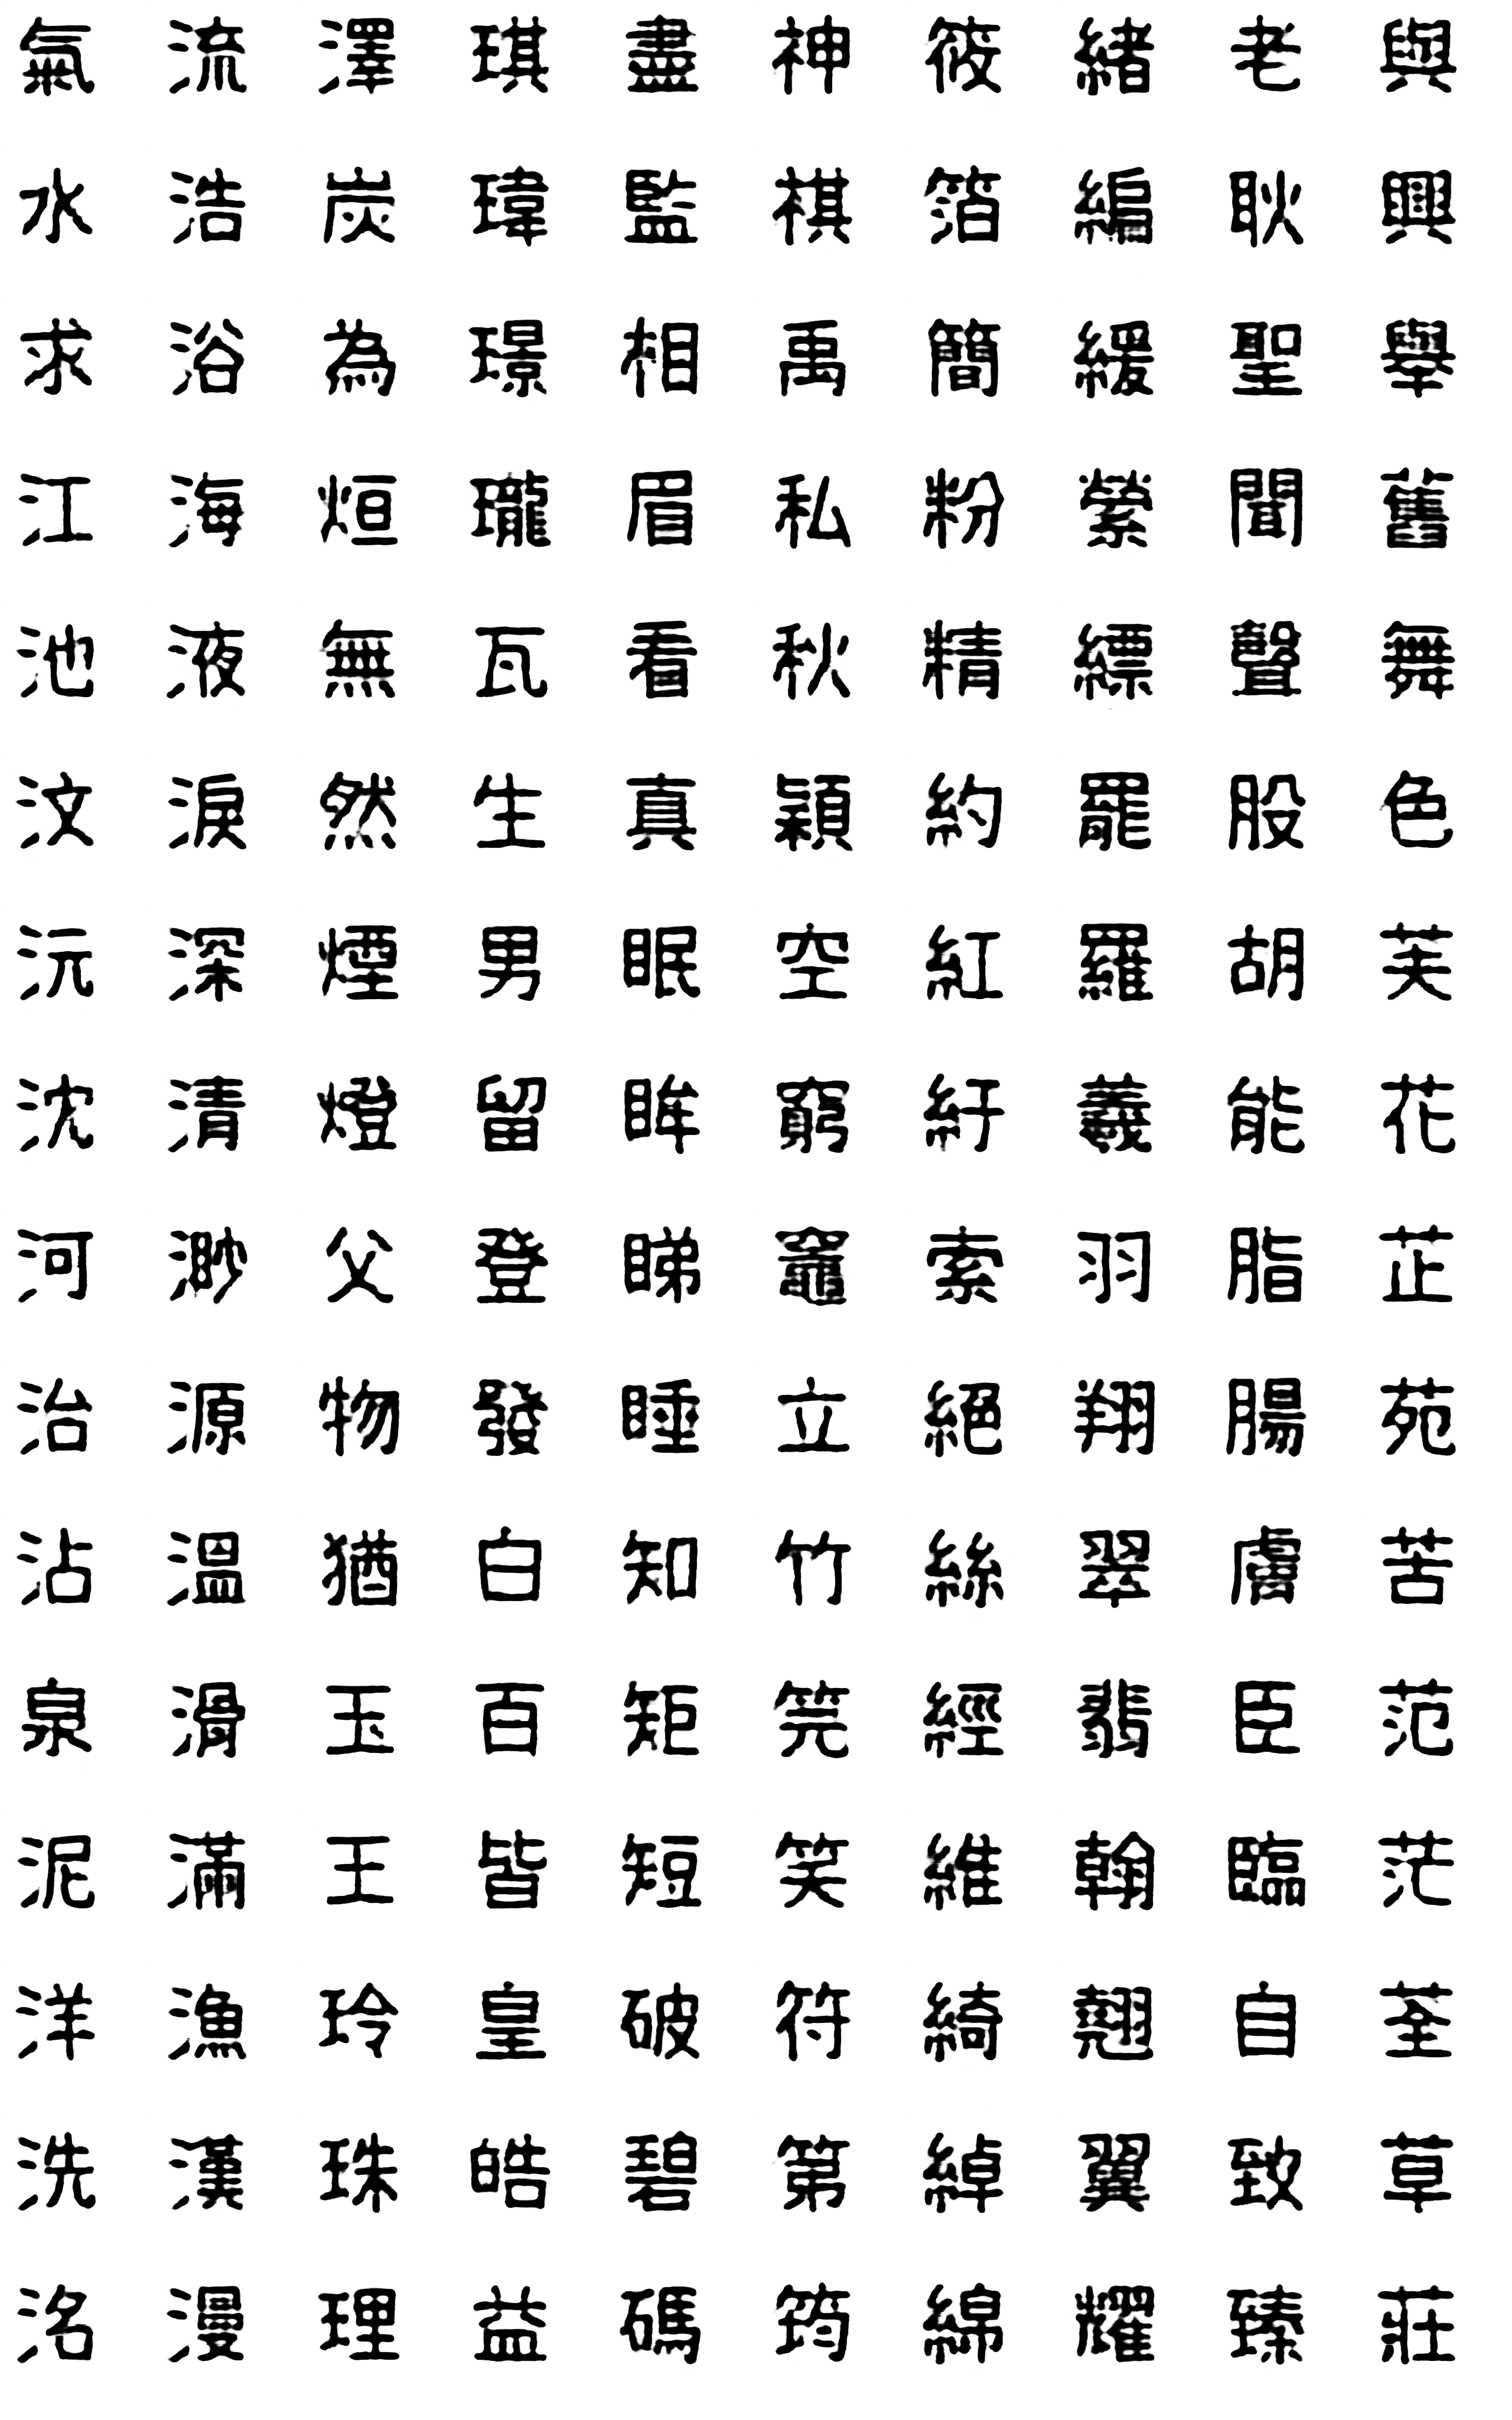 氣流澤琪盡神筱緒老與
水浩炭瑋監棋箔編耿興
求浴為璟相禹簡緩聖舉
江海烜瓏眉私粉縈聞舊
池液無瓦看秋精縹聲舞
汶淚然生真穎約罷股色
沅深煙男眠空紅羅胡芙
沈清燈留眸窮紆羲能花
河渺父登睇竈索羽脂芷
治源物發睡立絕翔腸苑
沾溫猶白知竹絲翠膚苦
泉滑玉百矩筦經翡臣范
泥滿王皆短笑維翰臨茫
洋漁玲皇破符綺翹自荃
洗漢珠皓碧第綽翼致草
洺漫理益碼筠綿耀臻莊